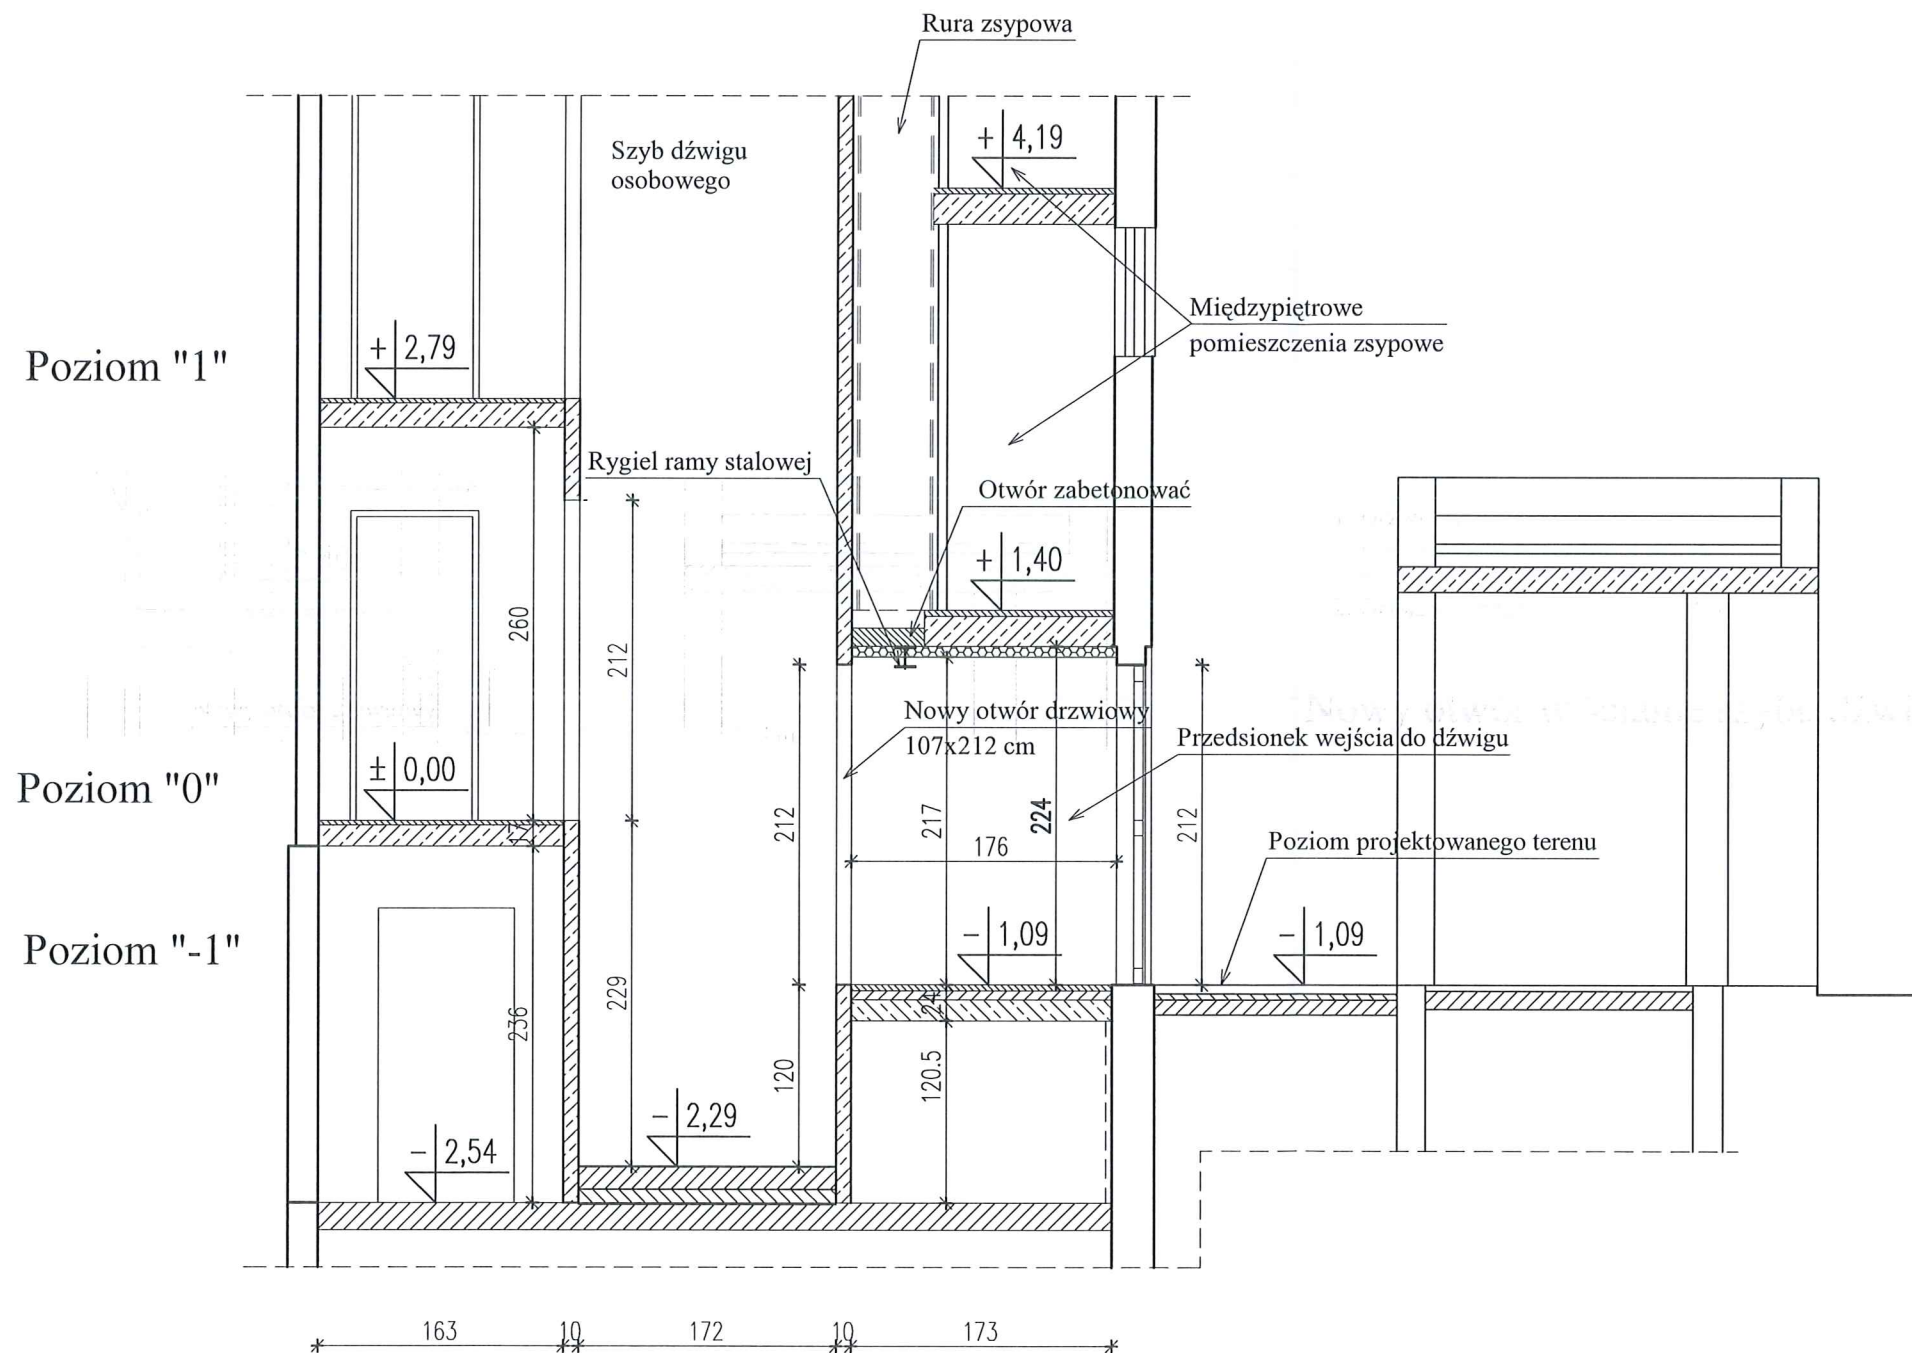 Rura zsypowa
Szyb dźwigu
osobowego
+ 4,19
Międzypiętrowe
pomieszczenia zsypowe
Poziom "1"
+ 2,79
Rygiel ramy stalowej
Otwór zabetonować
+ 1,40
260
212
Nowy otwór drzwiowy
107x212 cm
Przedsionek wejścia do dźwigu
Poziom "0"
± 0,00
17
212
217
224
212
176
Poziom projektowanego terenu
Poziom "-1"
- 1,09
- 1,09
229
236
24
120
120.5
- 2,29
- 2,54
163 10 172 10 173